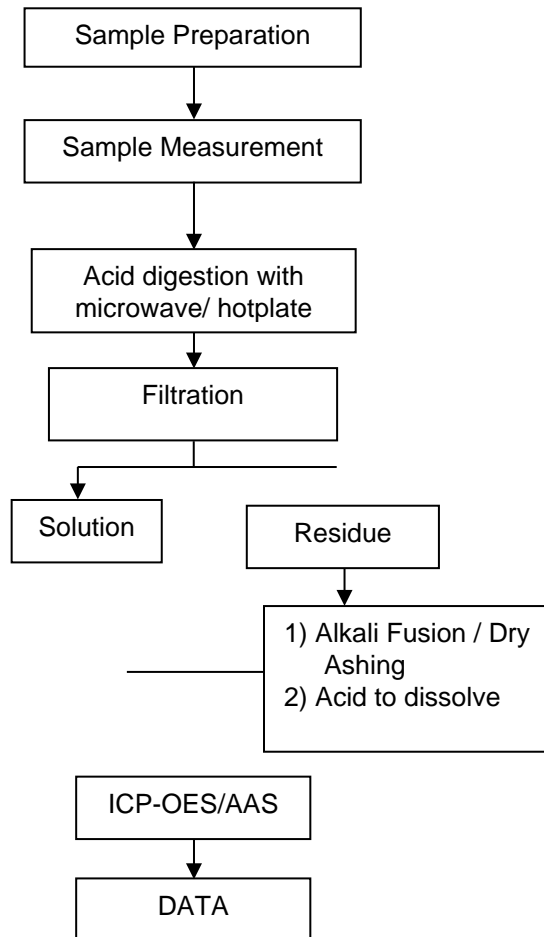 Sample Preparation
Sample Measurement
Acid digestion with
microwave/ hotplate
Filtration
Solution
Residue
1) Alkali Fusion / Dry
Ashing
2) Acid to dissolve
ICP-OES/AAS
DATA